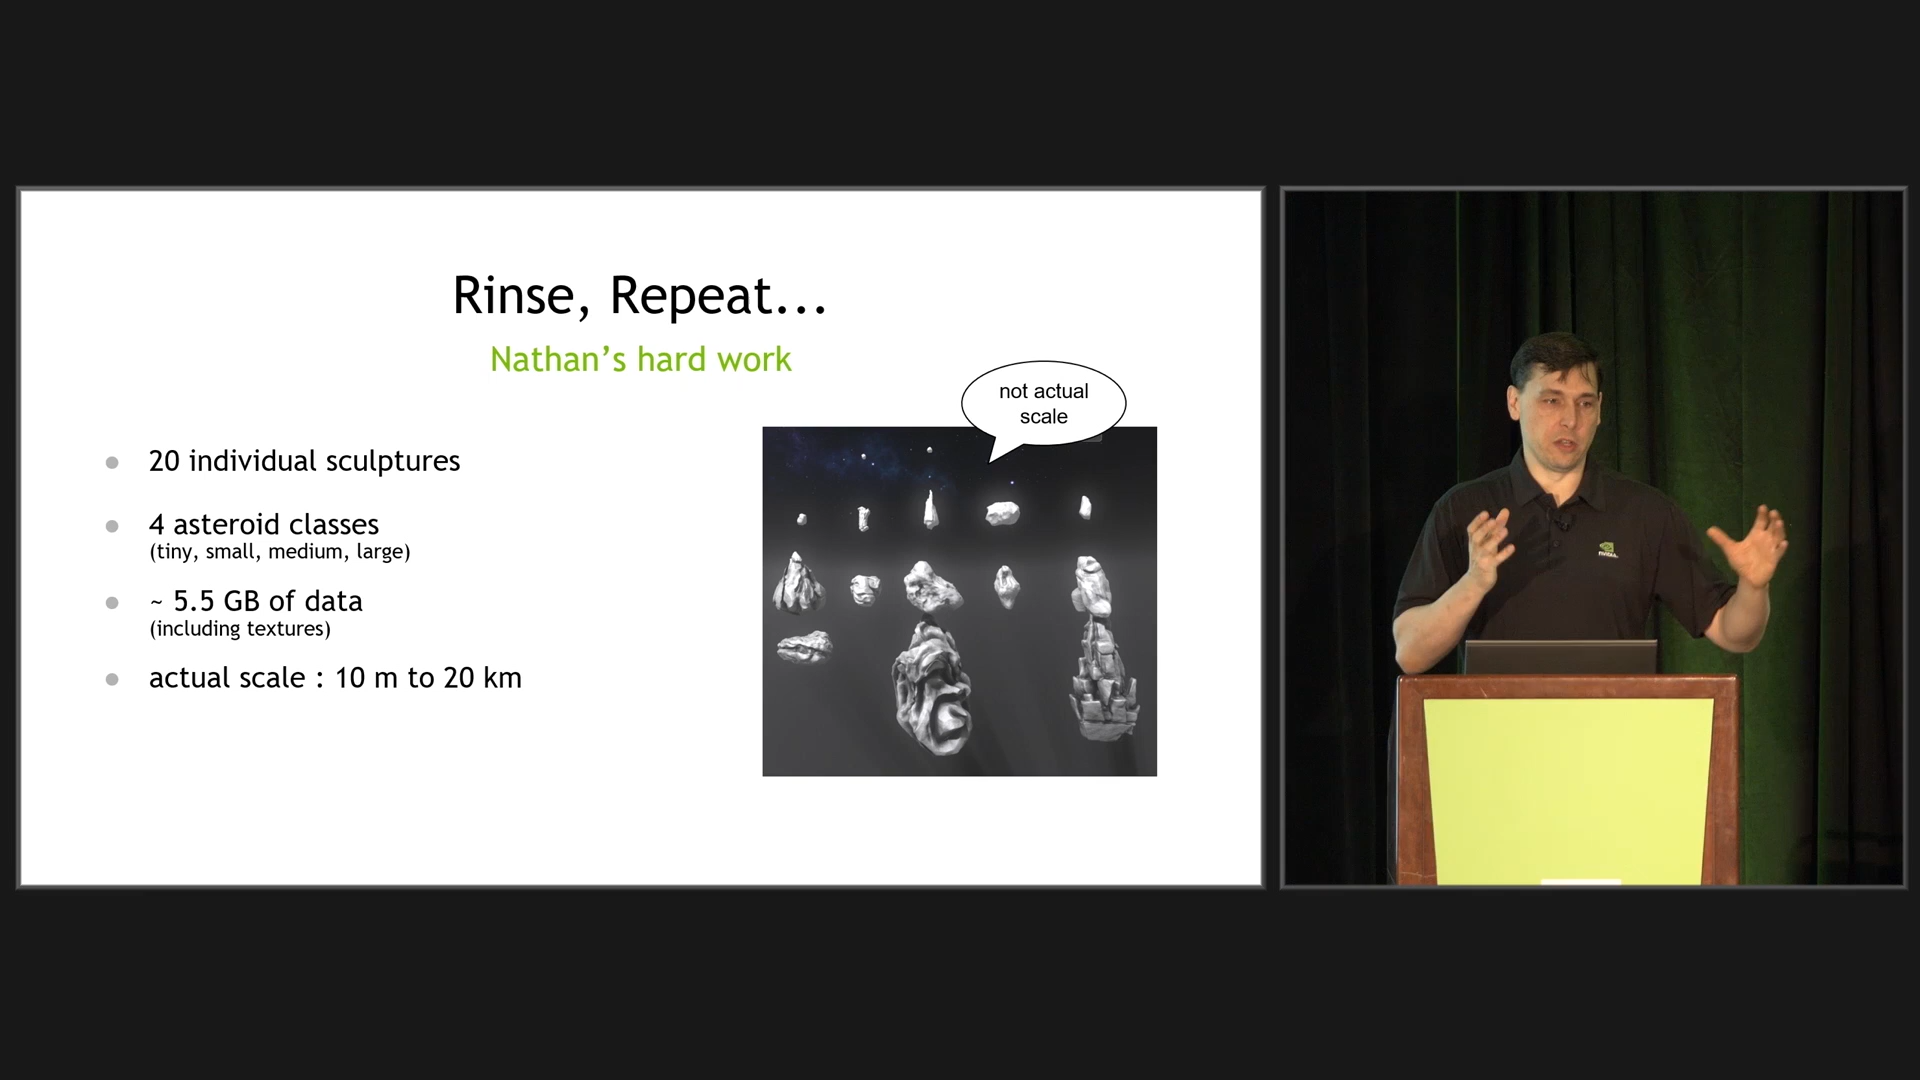 Rinse, Repeat...
Nathan’s hard work
not actual
scale
20 individual sculptures
4 asteroid classes
(tiny, small, medium, large)
~ 5.5 GB of data
(including textures)
actual scale : 10 m to 20 km
NVIDIA.